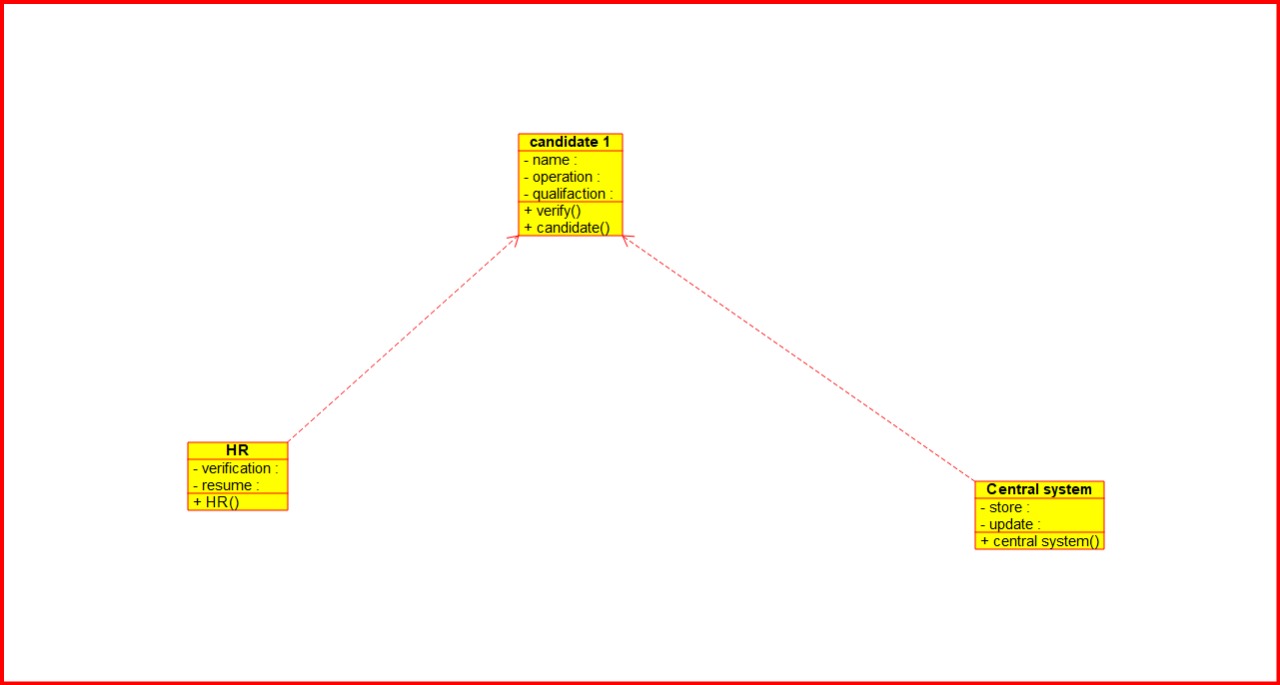 candidate 1
- name :
- operation :
- qualifaction :
+ verify()
+ candidate()
HR
- verification :
- resume :
+ HR()
Central system
- store :
- update :
+ central system()